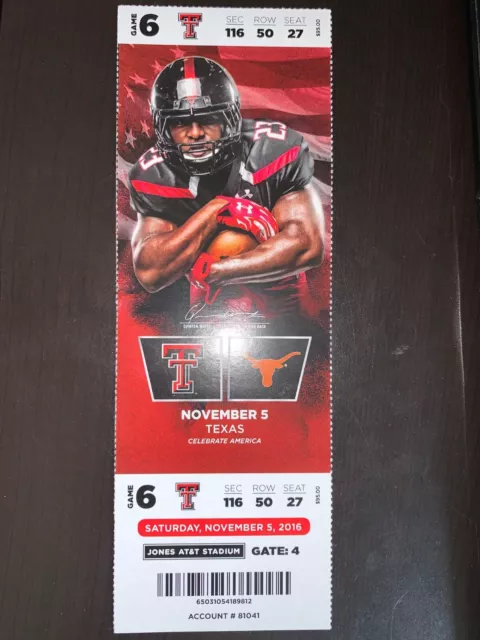 GAME 6 SEC 116 ROW 50 SEAT 27 $95.00
23
NOVEMBER 5
TEXAS
CELEBRATE AMERICA
GAME 6 SEC 116 ROW 50 SEAT 27 $95.00
SATURDAY, NOVEMBER 5, 2016
JONES AT&T STADIUM GATE: 4
65031054189812
ACCOUNT # 81041